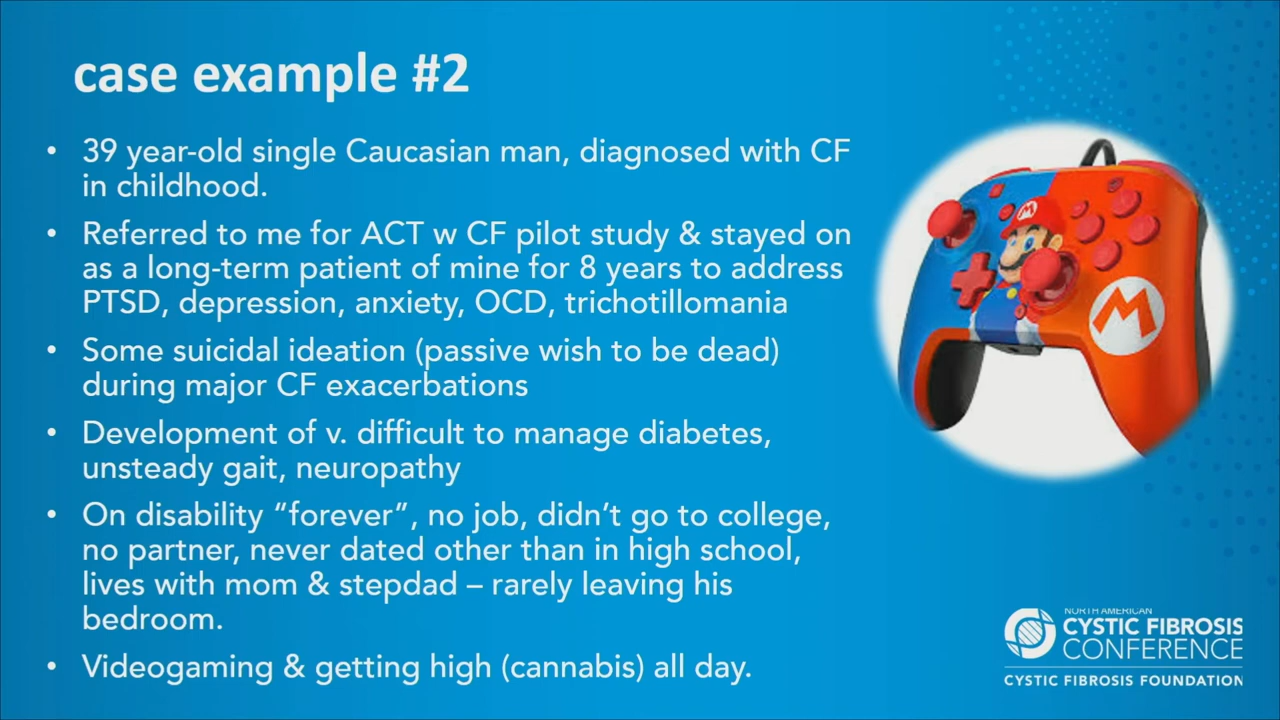 case example #2
• 39 year-old single Caucasian man, diagnosed with CF
in childhood.
• Referred to me for ACT w CF pilot study & stayed on
as a long-term patient of mine for 8 years to address
PTSD, depression, anxiety, OCD, trichotillomania
• Some suicidal ideation (passive wish to be dead)
during major CF exacerbations
• Development of v. difficult to manage diabetes,
unsteady gait, neuropathy
• On disability “forever”, no job, didn’t go to college,
no partner, never dated other than in high school,
lives with mom & stepdad – rarely leaving his
bedroom.
• Videogaming & getting high (cannabis) all day.
M
M
NORTH AMERICAN
CYSTIC FIBROSIS
CONFERENCE
CYSTIC FIBROSIS FOUNDATION